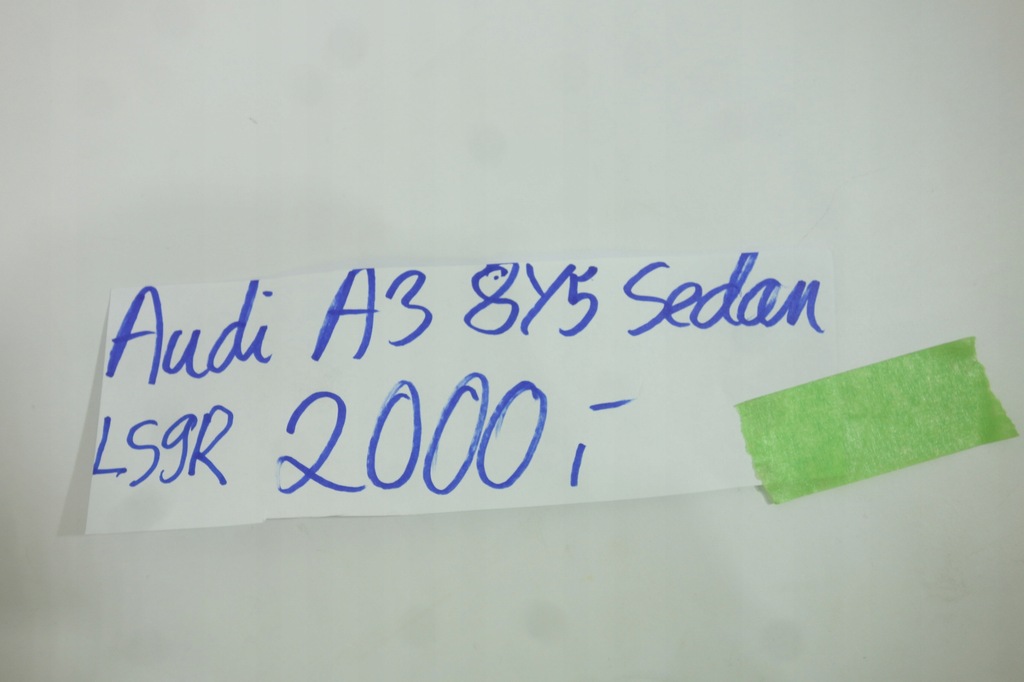 Audi A3 8Y5 Sedan
LS9R 2000,-